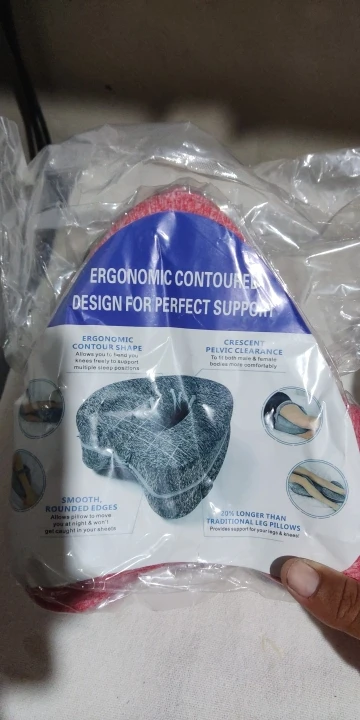 ERGONOMIC CONTOURED
DESIGN FOR PERFECT SUPPORT
ERGONOMIC
CONTOUR SHAPE
Allows you to bend you
knees freely to support
multiple sleep positions
CRESCENT
PELVIC CLEARANCE
To fit both male & female
bodies more comfortably
SMOOTH,
ROUNDED EDGES
Allows pillow to move
you at night & won't
get caught in your sheets
20% LONGER THAN
TRADITIONAL LEG PILLOWS
Provides support for your legs & knees!